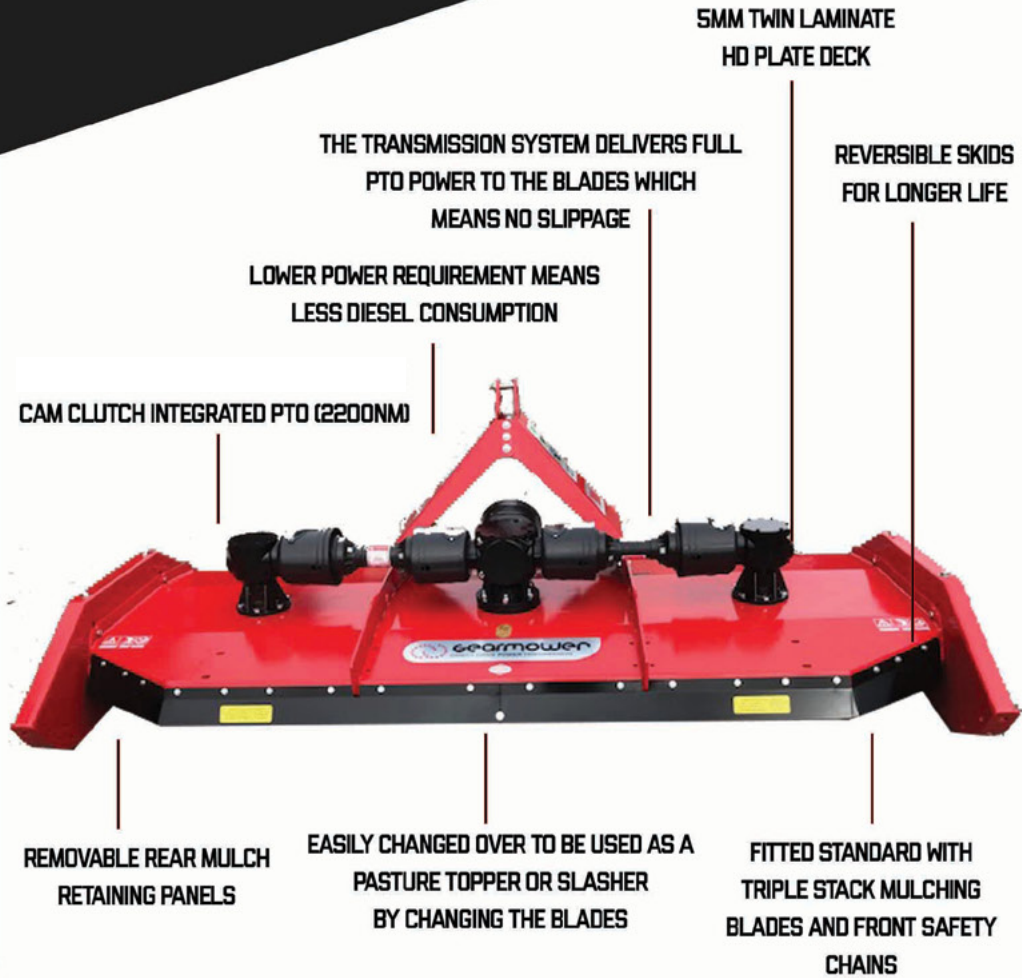 5MM TWIN LAMINATE
HD PLATE DECK
THE TRANSMISSION SYSTEM DELIVERS FULL
PTO POWER TO THE BLADES WHICH
MEANS NO SLIPPAGE
REVERSIBLE SKIDS
FOR LONGER LIFE
LOWER POWER REQUIREMENT MEANS
LESS DIESEL CONSUMPTION
CAM CLUTCH INTEGRATED PTO (2200NM)
GEARMOWER
REMOVABLE REAR MULCH
RETAINING PANELS
EASILY CHANGED OVER TO BE USED AS A
PASTURE TOPPER OR SLASHER
BY CHANGING THE BLADES
FITTED STANDARD WITH
TRIPLE STACK MULCHING
BLADES AND FRONT SAFETY
CHAINS